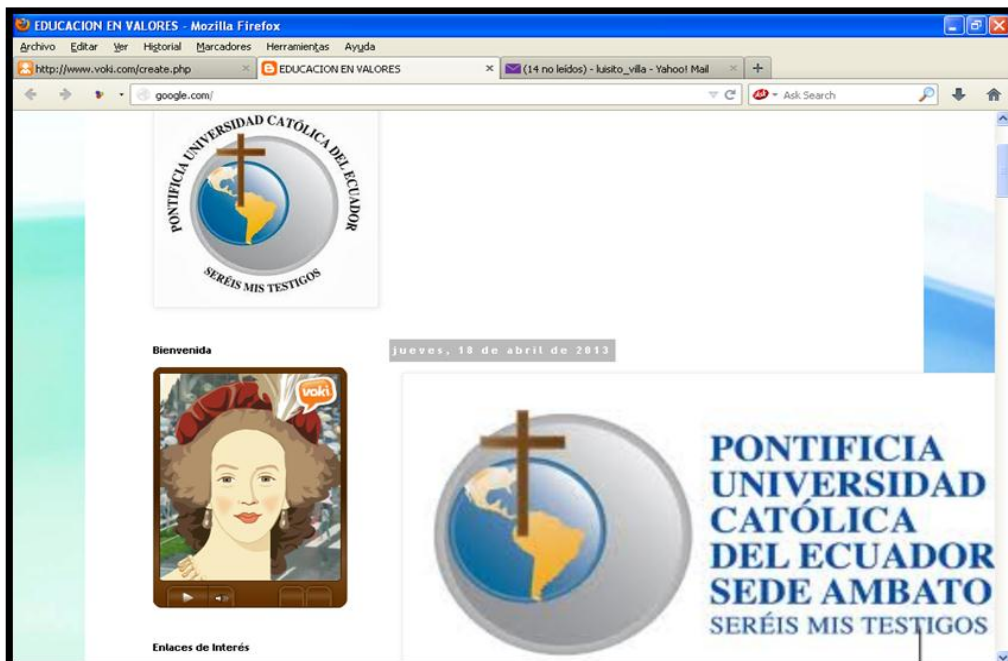 EDUCACION EN VALORES - Mozilla Firefox
Archivo Editar Ver Historial Marcadores Herramientas Ayuda
http://www.voki.com/create.php
EDUCACION EN VALORES
(14 no leídos) - luisito_villa - Yahoo! Mail
google.com/
Ask Search
PONTIFICIA UNIVERSIDAD CATÓLICA DEL ECUADOR
SERÉIS MIS TESTIGOS
Bienvenida
jueves, 18 de abril de 2013
voki
PONTIFICIA
UNIVERSIDAD
CATÓLICA
DEL ECUADOR
SEDE AMBATO
SERÉIS MIS TESTIGOS
Enlaces de Interés